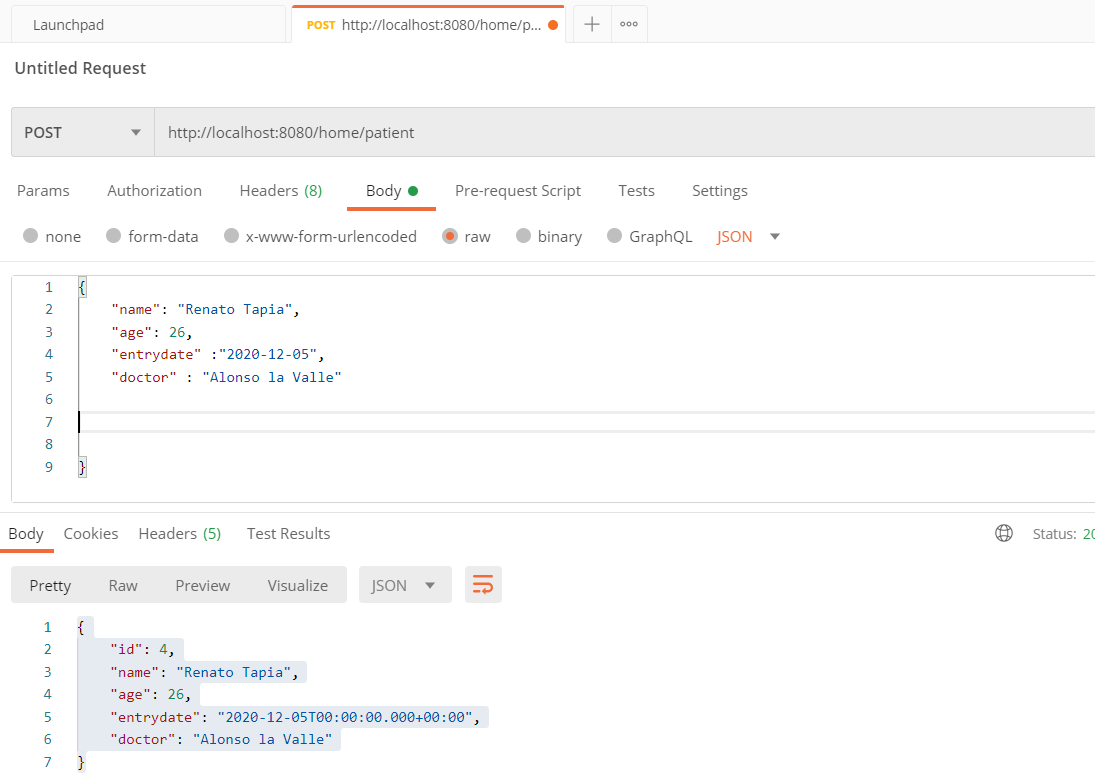 Launchpad
POST http://localhost:8080/home/p...
Untitled Request
POST http://localhost:8080/home/patient
Params Authorization Headers (8) Body Pre-request Script Tests Settings
none form-data x-www-form-urlencoded raw binary GraphQL JSON
1 {
2 "name": "Renato Tapia",
3 "age": 26,
4 "entrydate" :"2020-12-05",
5 "doctor" : "Alonso la Valle"
6
7
8
9 }
Body Cookies Headers (5) Test Results Status: 20
Pretty Raw Preview Visualize JSON
1 {
2 "id": 4,
3 "name": "Renato Tapia",
4 "age": 26,
5 "entrydate": "2020-12-05T00:00:00.000+00:00",
6 "doctor": "Alonso la Valle"
7 }